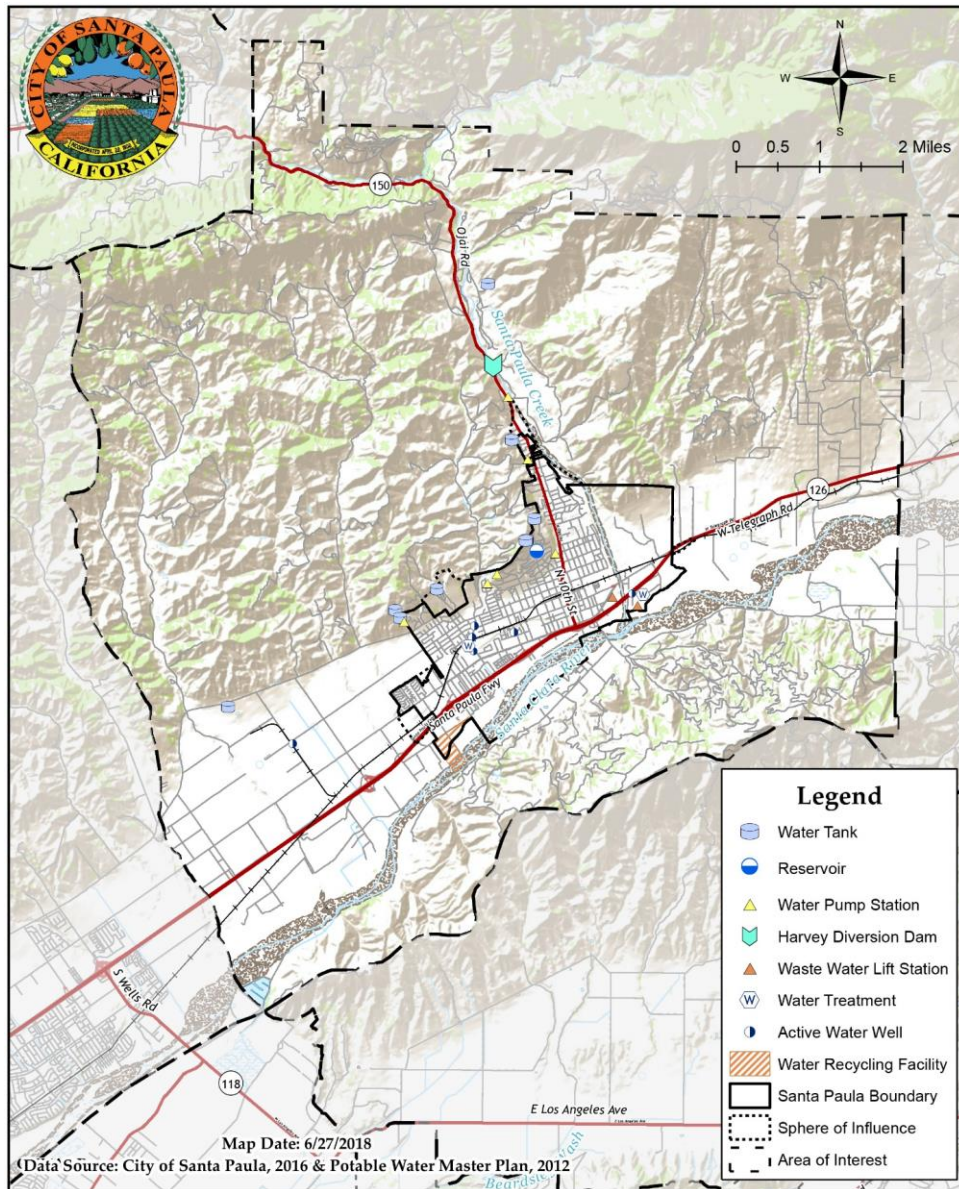 CITY OF SANTA PAULA
CALIFORNIA
N
W
E
S
0 0.5 1 2 Miles
150
Ojai Rd
Santa Paula Creek
126
W Telegraph Rd
N 10th St
W
W
Santa Paula Fwy
Santa Clara River
S Wells Rd
118
E Los Angeles Ave
Beardsley Wash
Map Date: 6/27/2018
Data Source: City of Santa Paula, 2016 & Potable Water Master Plan, 2012
Legend
Water Tank
Reservoir
Water Pump Station
Harvey Diversion Dam
Waste Water Lift Station
W
Water Treatment
Active Water Well
Water Recycling Facility
Santa Paula Boundary
Sphere of Influence
Area of Interest